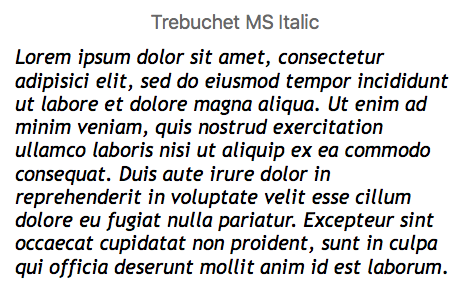 Trebuchet MS Italic
Lorem ipsum dolor sit amet, consectetur
adipisici elit, sed do eiusmod tempor incididunt
ut labore et dolore magna aliqua. Ut enim ad
minim veniam, quis nostrud exercitation
ullamco laboris nisi ut aliquip ex ea commodo
consequat. Duis aute irure dolor in
reprehenderit in voluptate velit esse cillum
dolore eu fugiat nulla pariatur. Excepteur sint
occaecat cupidatat non proident, sunt in culpa
qui officia deserunt mollit anim id est laborum.